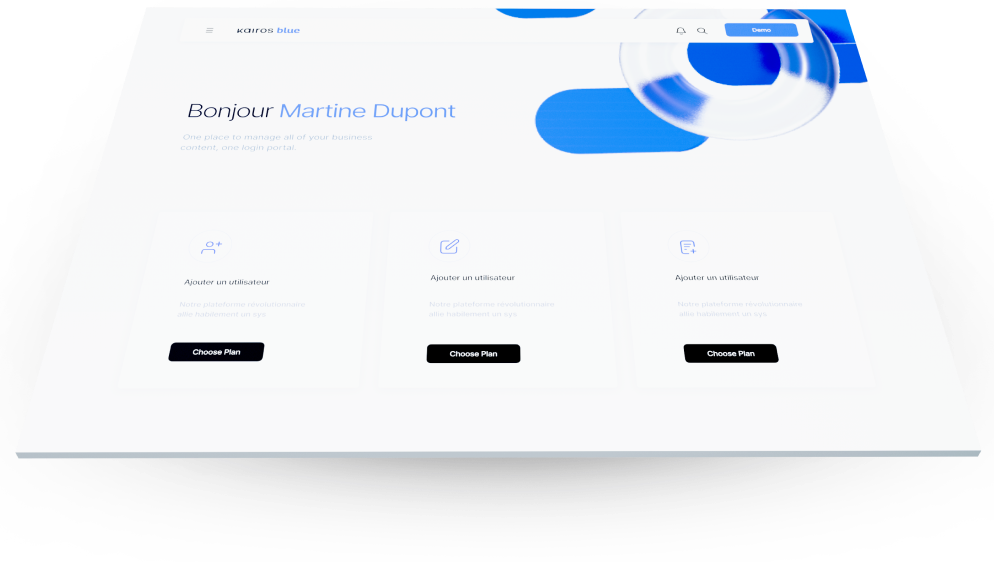 kairos blue
Demo
Bonjour Martine Dupont
One place to manage all of your business
content, one login portal.
Ajouter un utilisateur
Ajouter un utilisateur
Ajouter un utilisateur
Notre plateforme révolutionnaire
allie habilement un sys
Notre plateforme révolutionnaire
allie habilement un sys
Notre plateforme révolutionnaire
allie habilement un sys
Choose Plan
Choose Plan
Choose Plan